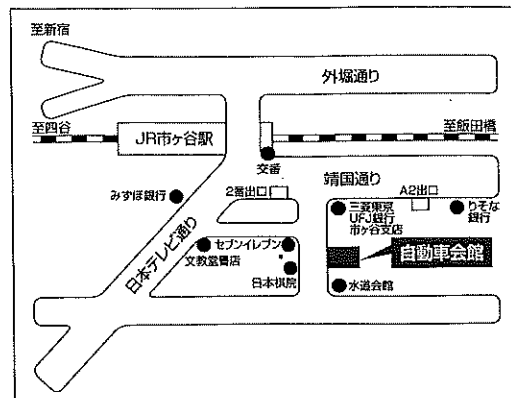 至新宿
外堀通り
至四谷
JR市ヶ谷駅
至飯田橋
交番
靖国通り
みずほ銀行
2番出口
A2出口
三菱東京
UFJ銀行
市ヶ谷支店
りそな
銀行
日本テレビ通り
セブンイレブン
文教堂書店
日本棋院
自動車会館
水道会館